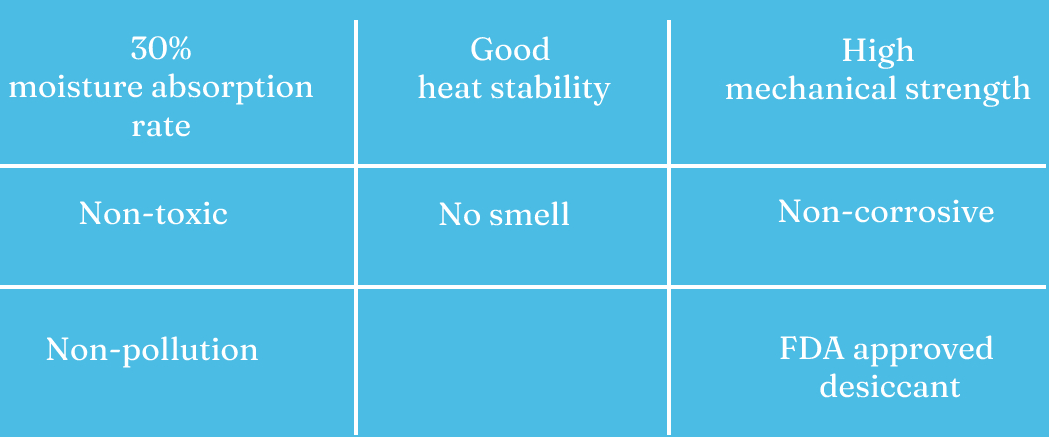 30%
moisture absorption
rate
Good
heat stability
High
mechanical strength
Non-toxic
No smell
Non-corrosive
Non-pollution
FDA approved
desiccant